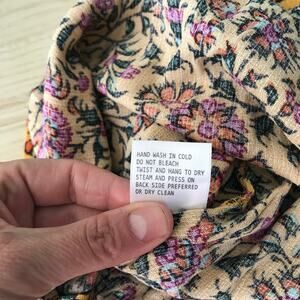 HAND WASH IN COLD
DO NOT BLEACH
TWIST AND HANG TO DRY
STEAM AND PRESS ON
BACK SIDE PREFERRED
OR DRY CLEAN